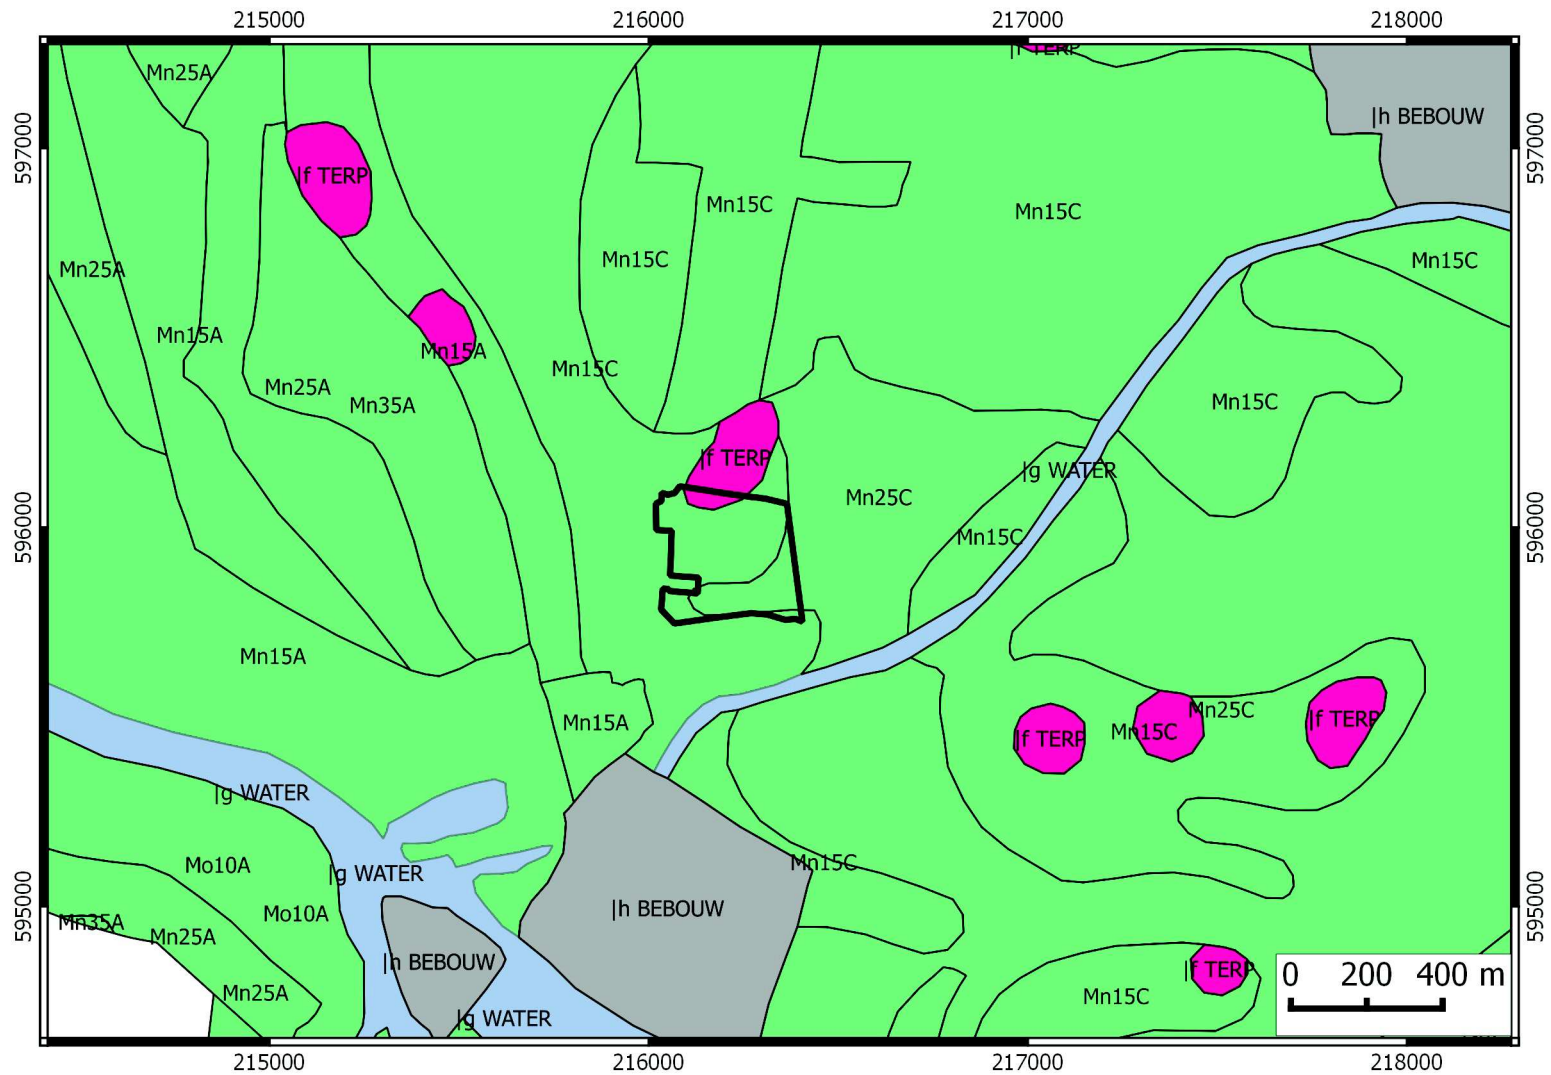 215000 216000 217000 218000
|f TERP
Mn25A
|h BEBOUW
597000 597000
|f TERP
Mn15C Mn15C
Mn15C Mn15C
Mn25A
Mn15A
Mn15A
Mn15C
Mn25A
Mn35A Mn15C
|f TERP
|g WATER
Mn25C
596000 596000
Mn15C
Mn15A
Mn25C
|f TERP
Mn15A
Mn15C
|f TERP
|g WATER
Mn15C
Mo10A
|g WATER
|h BEBOUW
Mo10A
595000 595000
Mn35A
Mn25A
|h BEBOUW
|f TERP
Mn25A
Mn15C
0 200 400 m
|g WATER
215000 216000 217000 218000